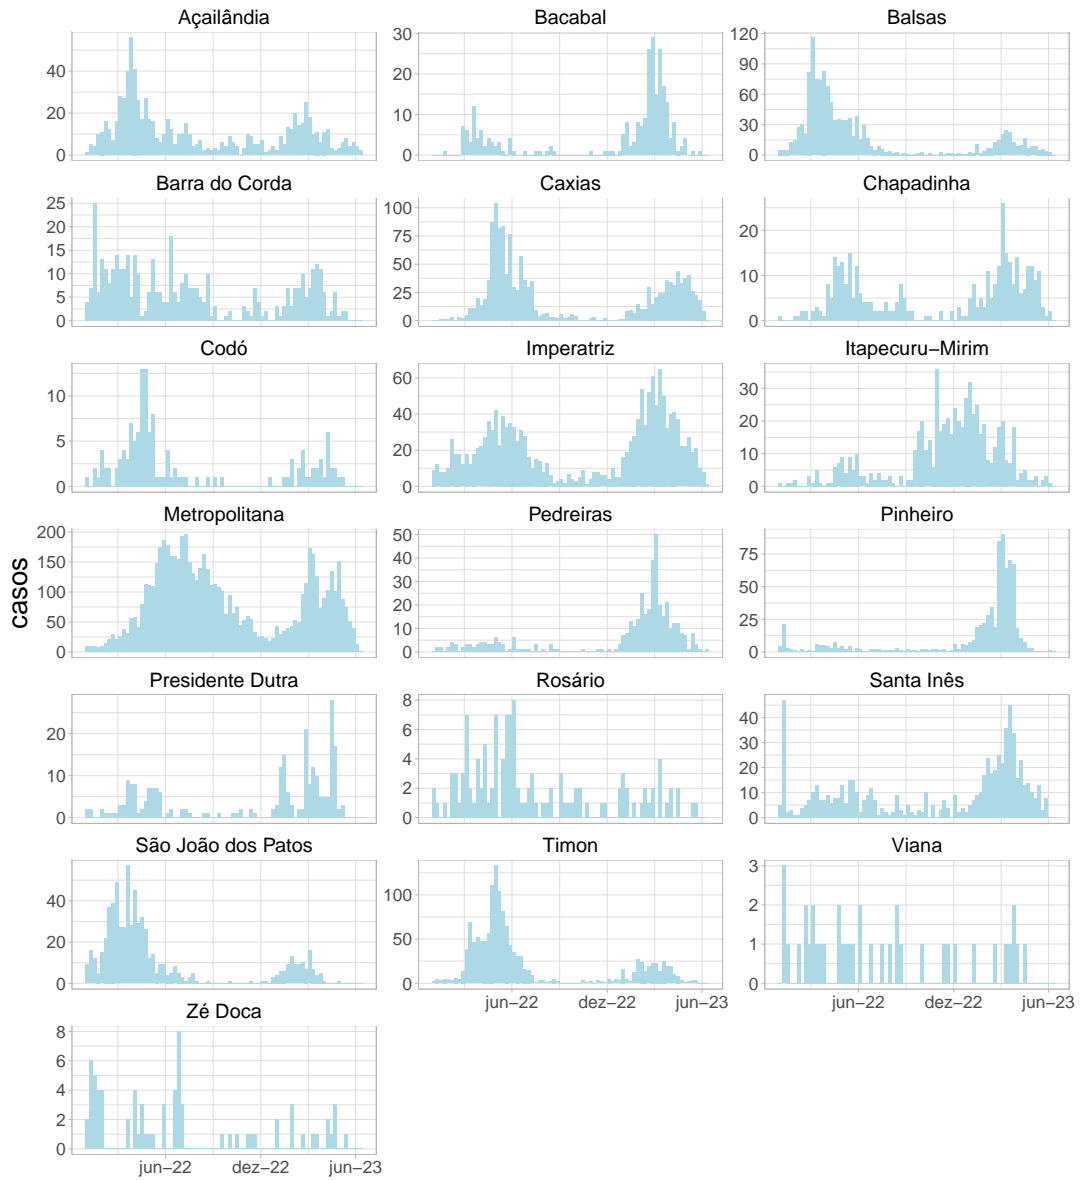 Açailândia
Bacabal
Balsas
0
20
40
0
10
20
30
0
30
60
90
120
Barra do Corda
Caxias
Chapadinha
0
5
10
15
20
25
0
25
50
75
100
0
10
20
Codó
Imperatriz
Itapecuru−Mirim
0
5
10
0
20
40
60
0
10
20
30
Metropolitana
Pedreiras
Pinheiro
0
50
100
150
200
0
10
20
30
40
50
0
25
50
75
casos
Presidente Dutra
Rosário
Santa Inês
0
10
20
0
2
4
6
8
0
10
20
30
40
São João dos Patos
Timon
Viana
0
20
40
0
50
100
0
1
2
3
jun−22
dez−22
jun−23
jun−22
dez−22
jun−23
Zé Doca
0
2
4
6
8
jun−22
dez−22
jun−23